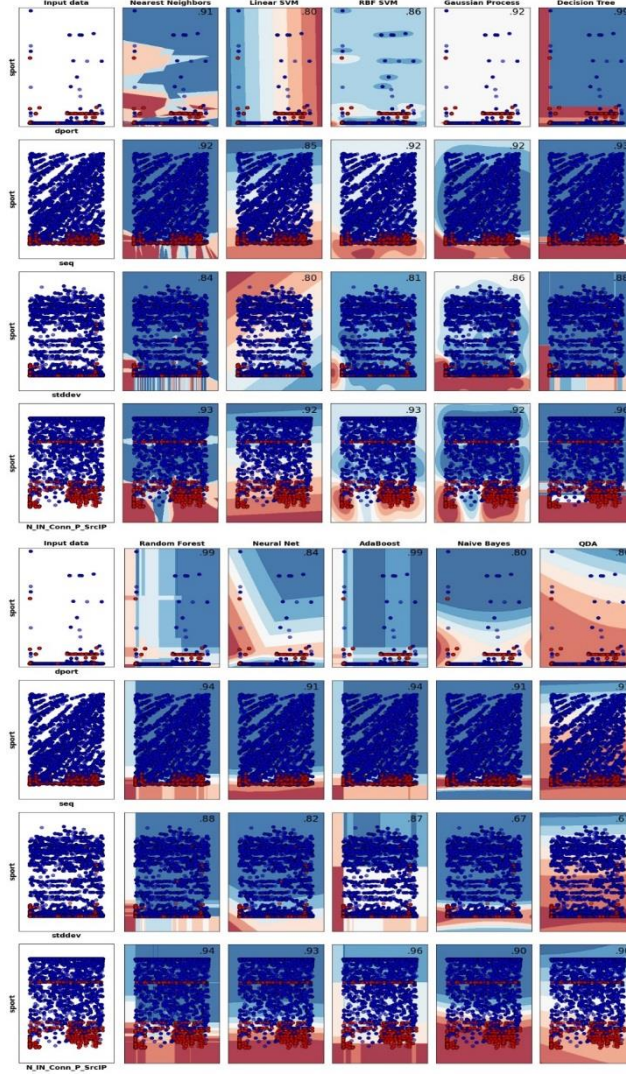 Input data Nearest Neighbors Linear SVM RBF SVM Gaussian Process Decision Tree
.91 .80 .86 .92 .99
sport
dport
.92 .85 .92 .92 .93
sport
seq
.84 .80 .81 .86 .88
sport
stddev
.93 .92 .93 .92 .96
sport
N_IN_Conn_P_SrcIP
Input data Random Forest Neural Net AdaBoost Naive Bayes QDA
.99 .84 .99 .80
sport
dport
.94 .91 .94 .91
sport
seq
.88 .82 .87 .67
sport
stddev
.94 .93 .96 .90
sport
N_IN_Conn_P_SrcIP